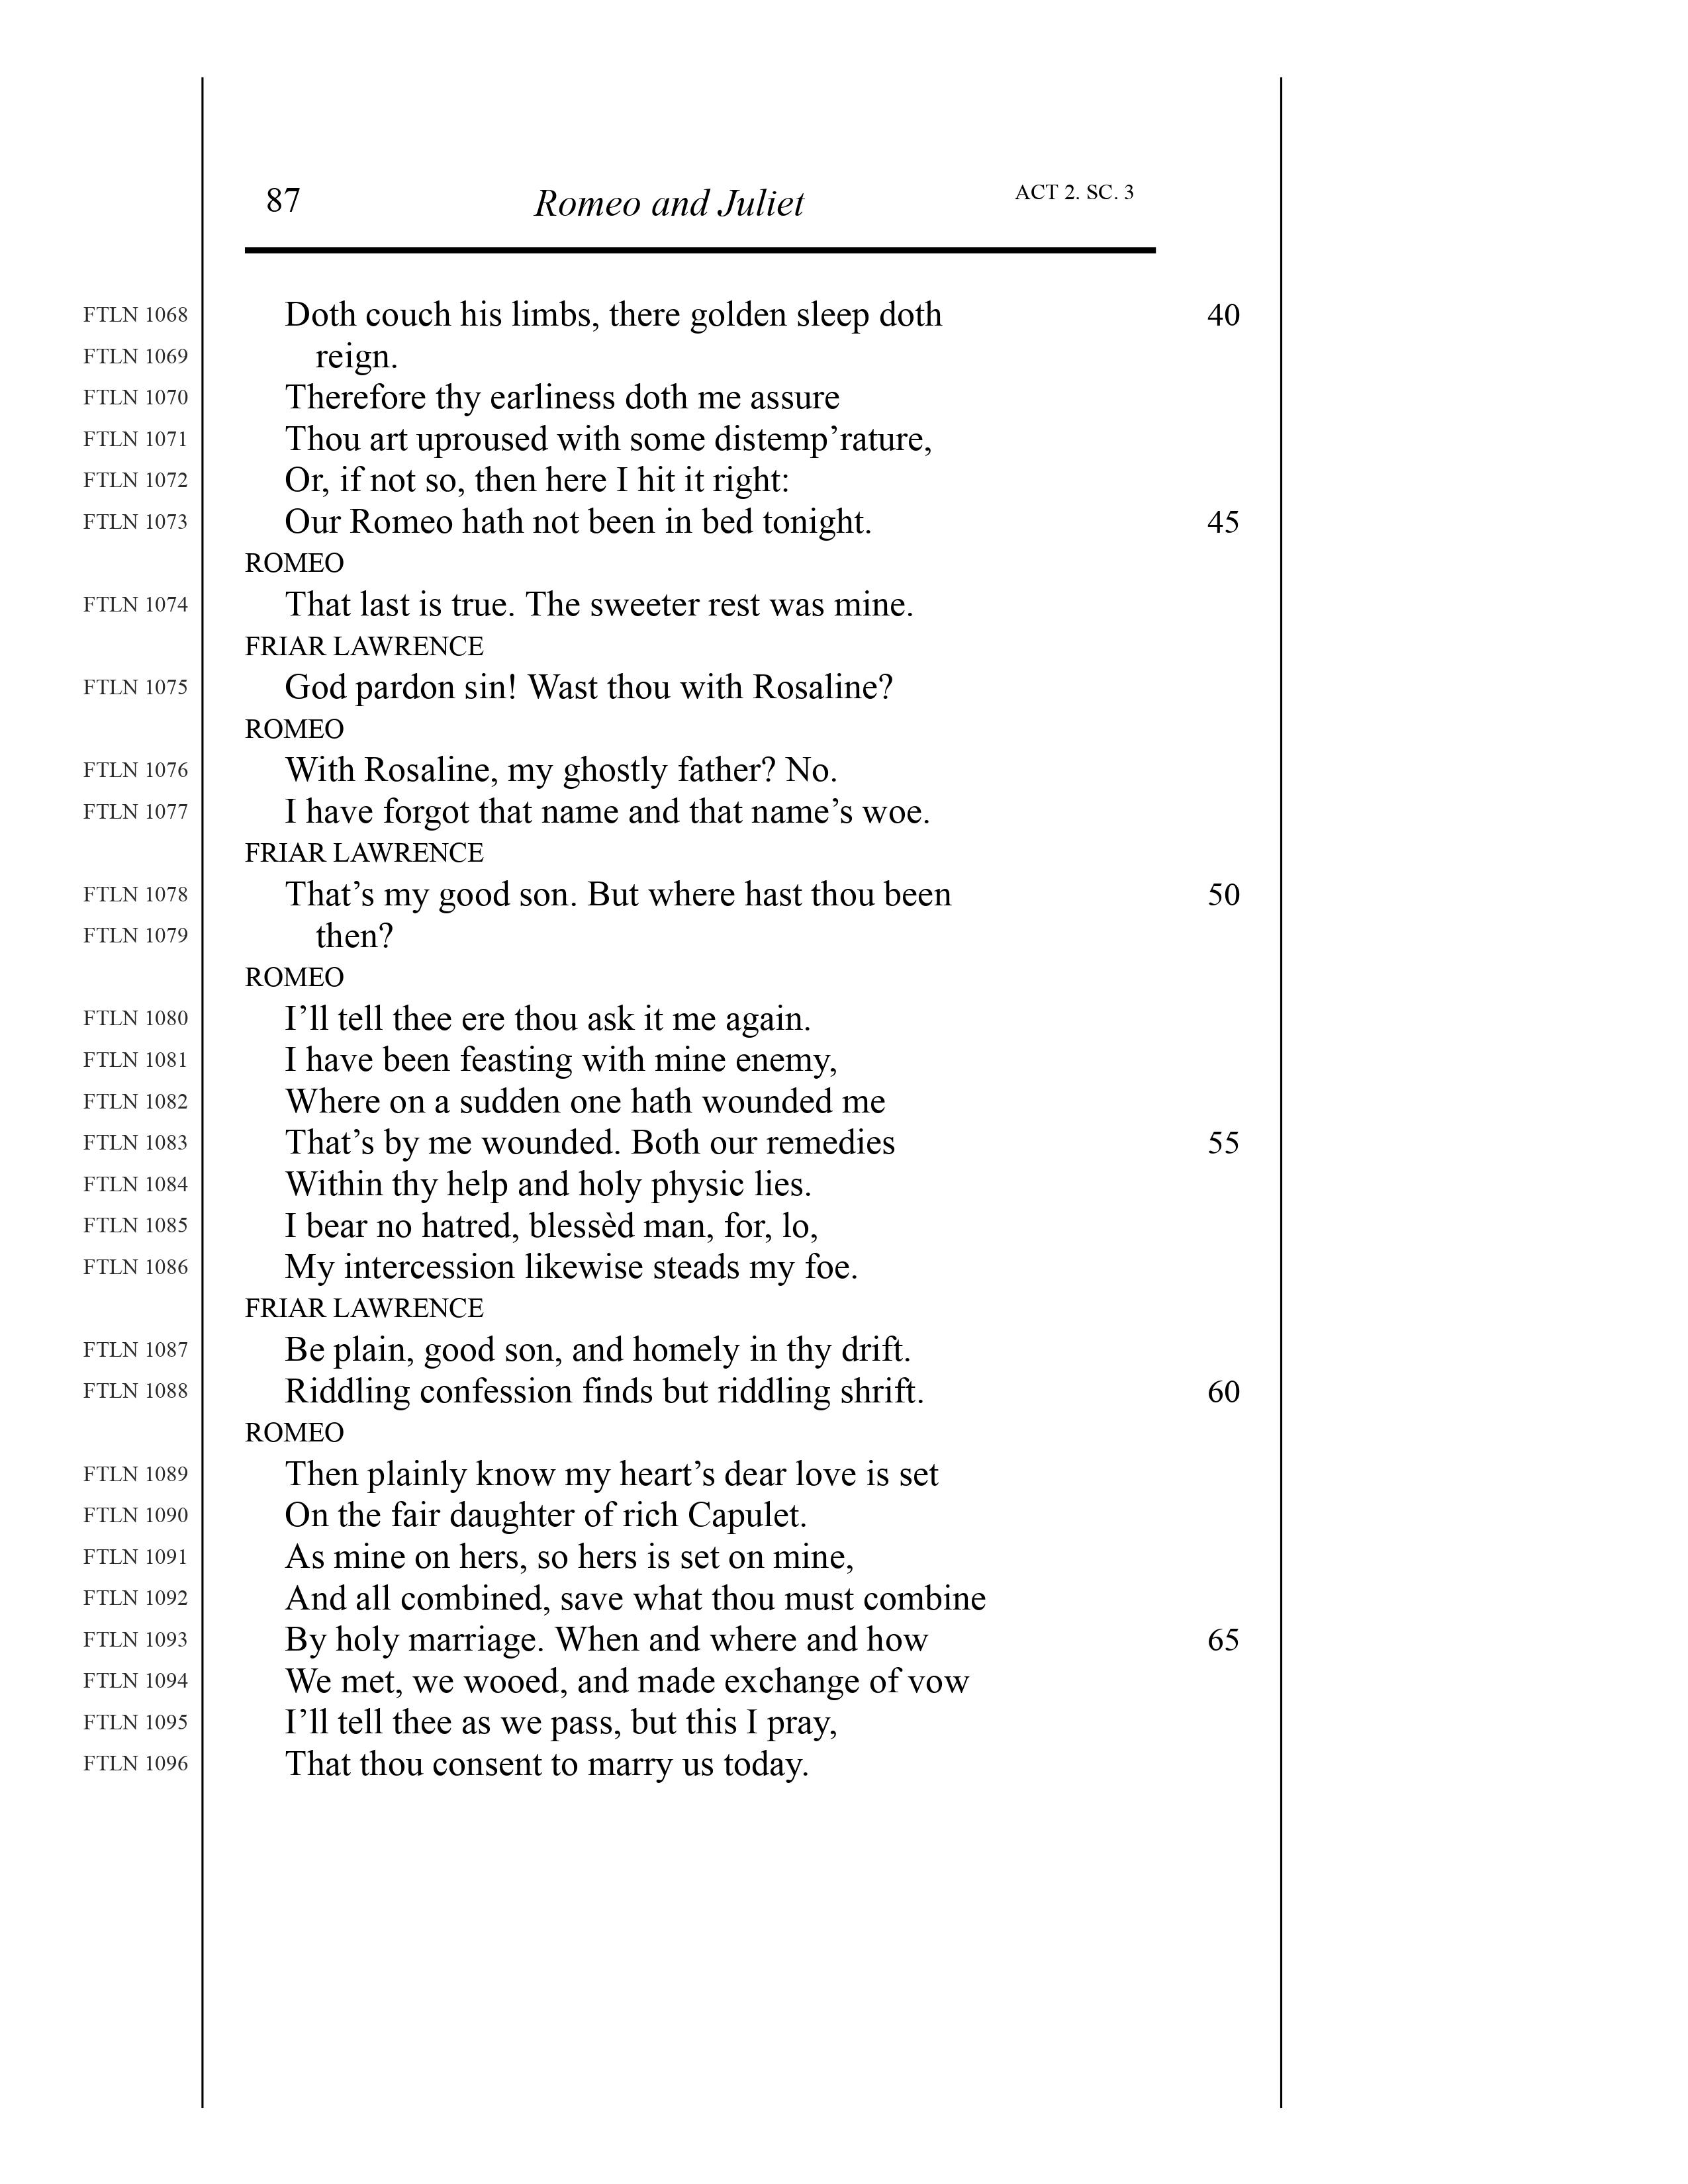 87 Romeo and Juliet ACT 2. SC. 3
FTLN 1068 Doth couch his limbs, there golden sleep doth 40
FTLN 1069 reign.
FTLN 1070 Therefore thy earliness doth me assure
FTLN 1071 Thou art uproused with some distemp’rature,
FTLN 1072 Or, if not so, then here I hit it right:
FTLN 1073 Our Romeo hath not been in bed tonight. 45
ROMEO
FTLN 1074 That last is true. The sweeter rest was mine.
FRIAR LAWRENCE
FTLN 1075 God pardon sin! Wast thou with Rosaline?
ROMEO
FTLN 1076 With Rosaline, my ghostly father? No.
FTLN 1077 I have forgot that name and that name’s woe.
FRIAR LAWRENCE
FTLN 1078 That’s my good son. But where hast thou been 50
FTLN 1079 then?
ROMEO
FTLN 1080 I’ll tell thee ere thou ask it me again.
FTLN 1081 I have been feasting with mine enemy,
FTLN 1082 Where on a sudden one hath wounded me
FTLN 1083 That’s by me wounded. Both our remedies 55
FTLN 1084 Within thy help and holy physic lies.
FTLN 1085 I bear no hatred, blessèd man, for, lo,
FTLN 1086 My intercession likewise steads my foe.
FRIAR LAWRENCE
FTLN 1087 Be plain, good son, and homely in thy drift.
FTLN 1088 Riddling confession finds but riddling shrift. 60
ROMEO
FTLN 1089 Then plainly know my heart’s dear love is set
FTLN 1090 On the fair daughter of rich Capulet.
FTLN 1091 As mine on hers, so hers is set on mine,
FTLN 1092 And all combined, save what thou must combine
FTLN 1093 By holy marriage. When and where and how 65
FTLN 1094 We met, we wooed, and made exchange of vow
FTLN 1095 I’ll tell thee as we pass, but this I pray,
FTLN 1096 That thou consent to marry us today.